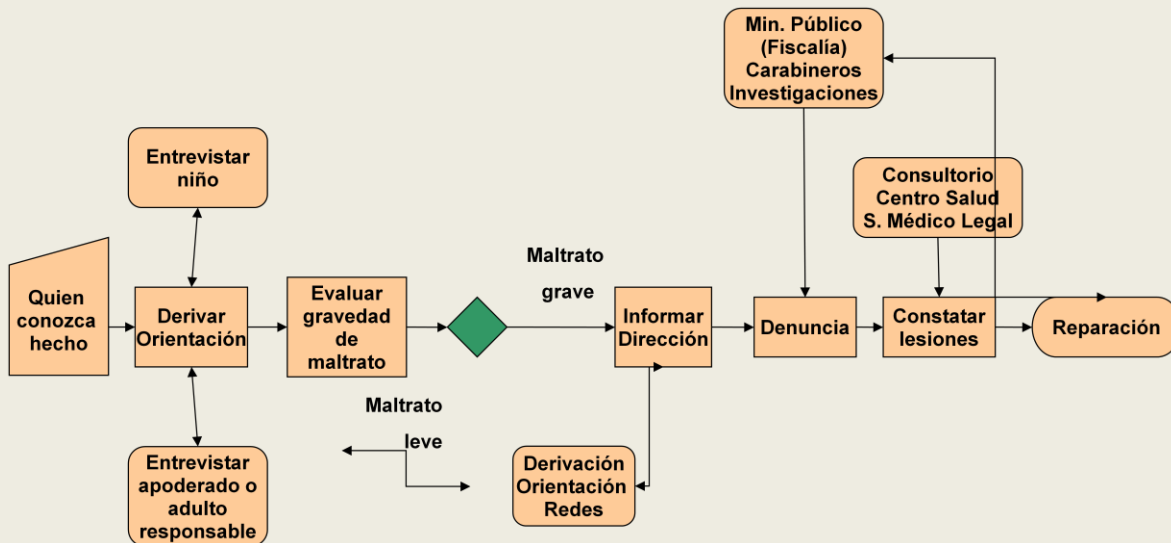 Min. Público
(Fiscalía)
Carabineros
Investigaciones
Entrevistar
niño
Consultorio
Centro Salud
S. Médico Legal
Quien
conozca
hecho
Derivar
Orientación
Evaluar
gravedad
de
maltrato
Maltrato
grave
Informar
Dirección
Denuncia
Constatar
lesiones
Reparación
Maltrato
leve
Entrevistar
apoderado o
adulto
responsable
Derivación
Orientación
Redes